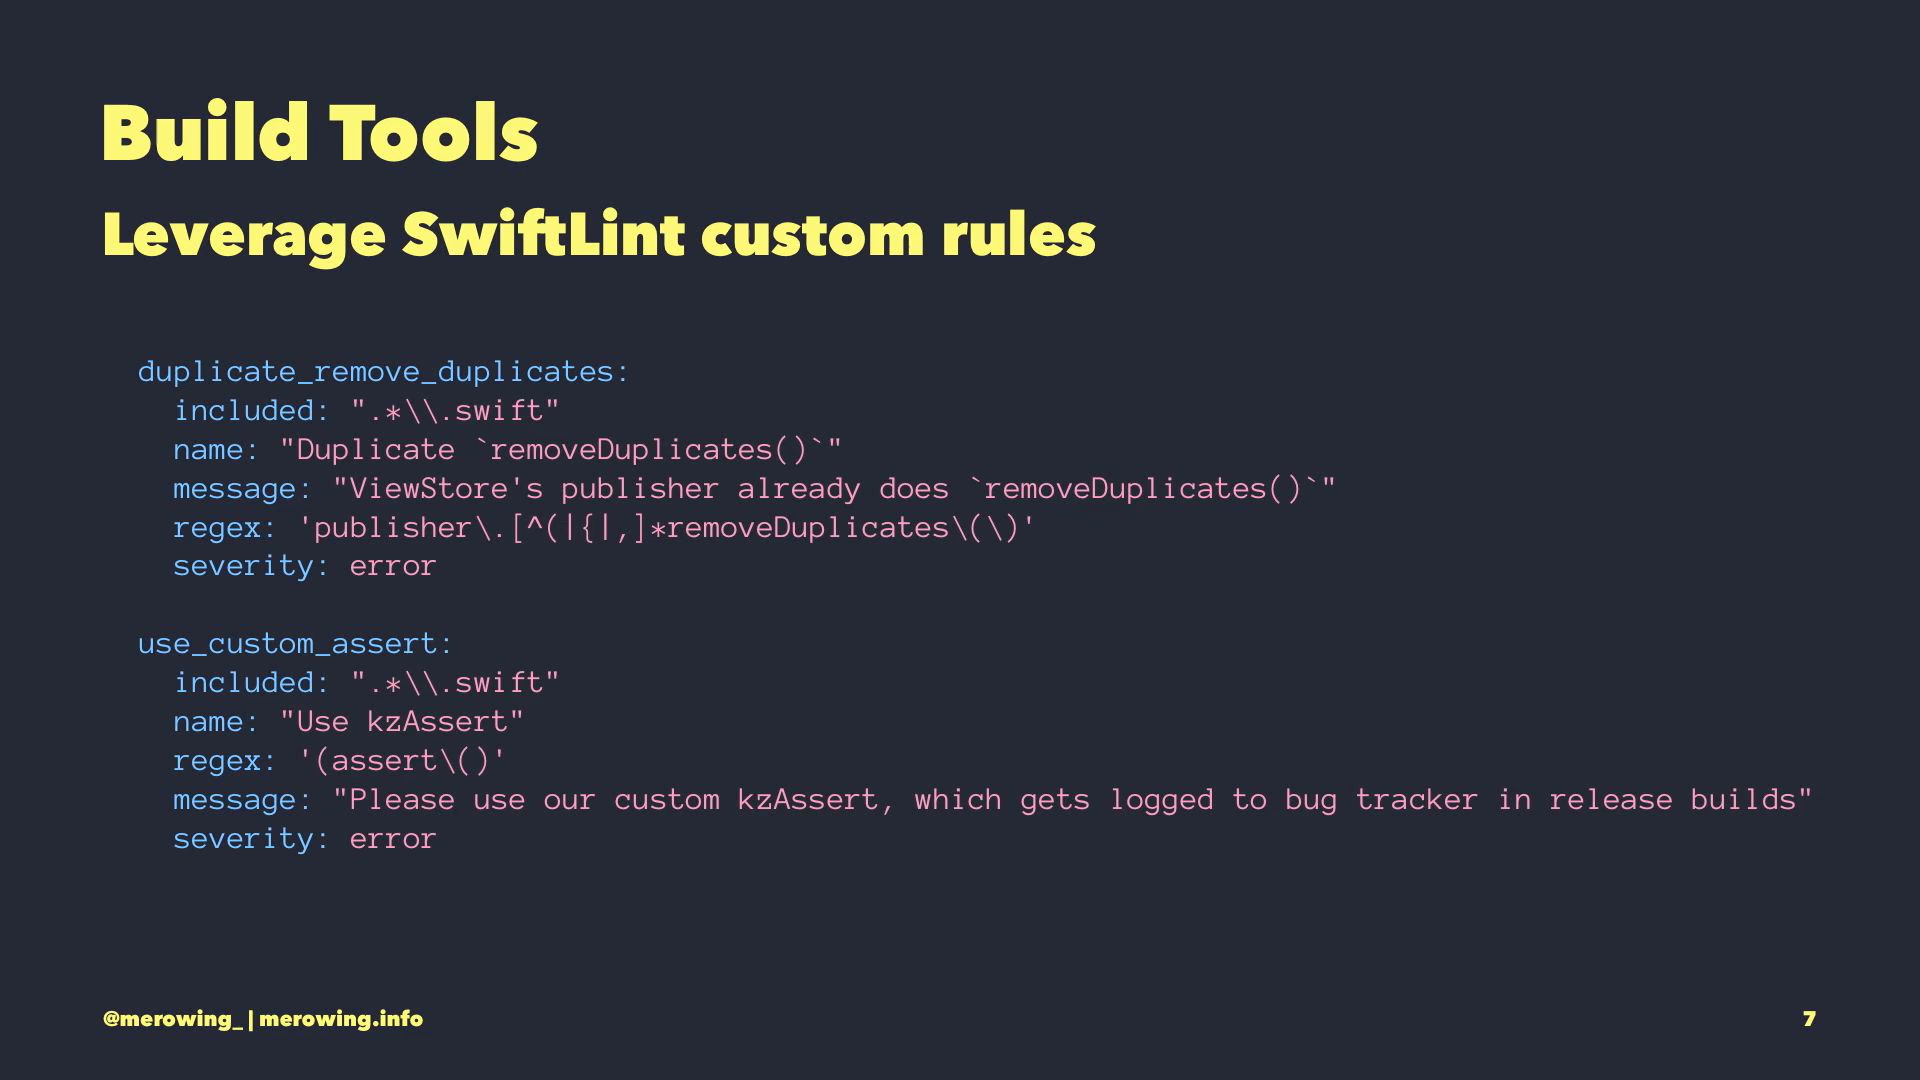 Build Tools
Leverage SwiftLint custom rules
duplicate_remove_duplicates:
included: ".*\\.swift"
name: "Duplicate `removeDuplicates()`"
message: "ViewStore's publisher already does `removeDuplicates()`"
regex: 'publisher\.[^(|{|,]*removeDuplicates\(\)'
severity: error
use_custom_assert:
included: ".*\\.swift"
name: "Use kzAssert"
regex: '(assert\()'
message: "Please use our custom kzAssert, which gets logged to bug tracker in release builds"
severity: error
@merowing_ | merowing.info
7